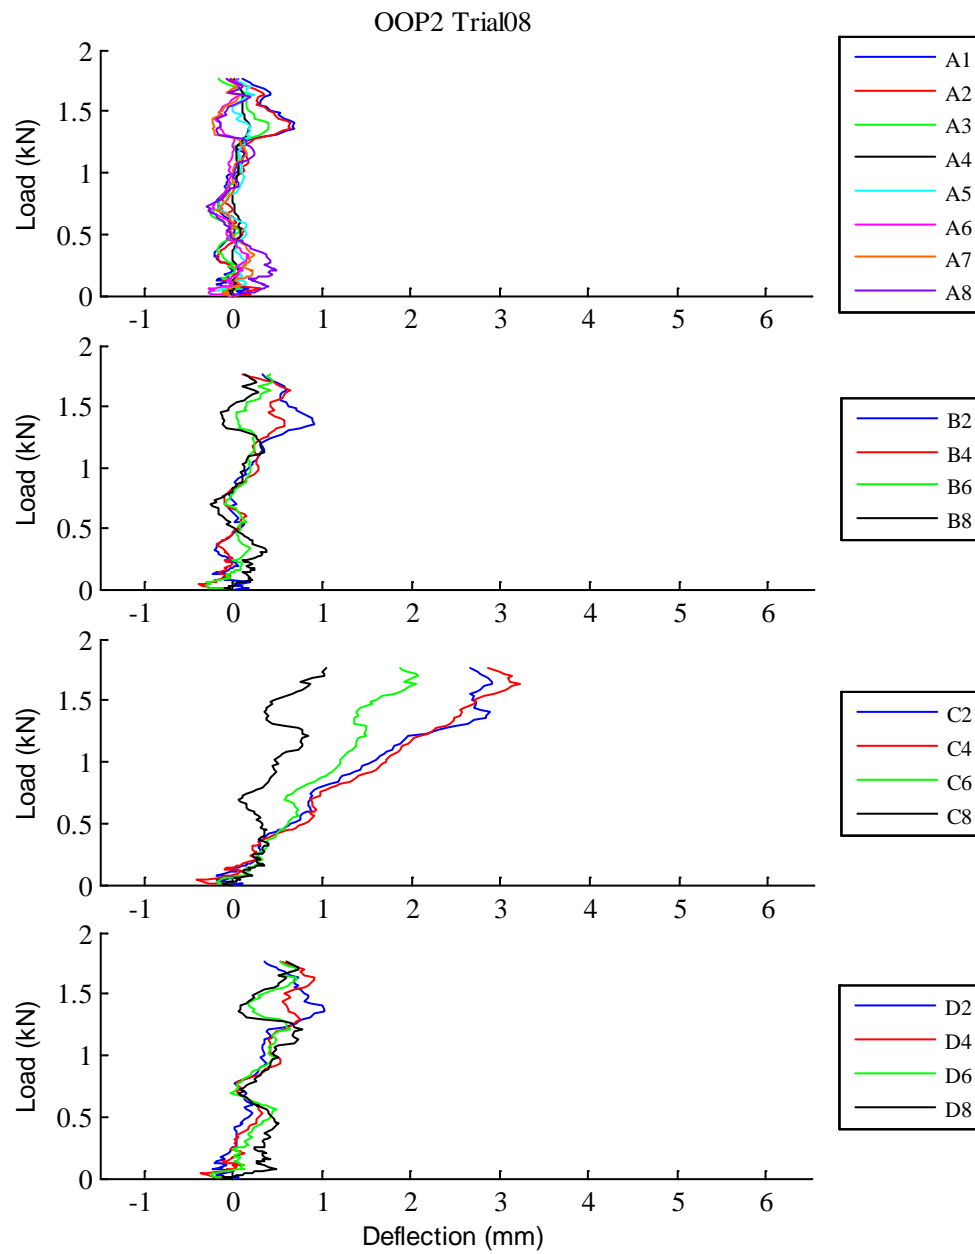 OOP2 Trial08
2
1.5
1
0.5
0
Load (kN)
-1 0 1 2 3 4 5 6
A1
A2
A3
A4
A5
A6
A7
A8
2
1.5
1
0.5
0
Load (kN)
-1 0 1 2 3 4 5 6
B2
B4
B6
B8
2
1.5
1
0.5
0
Load (kN)
-1 0 1 2 3 4 5 6
C2
C4
C6
C8
2
1.5
1
0.5
0
Load (kN)
-1 0 1 2 3 4 5 6
Deflection (mm)
D2
D4
D6
D8